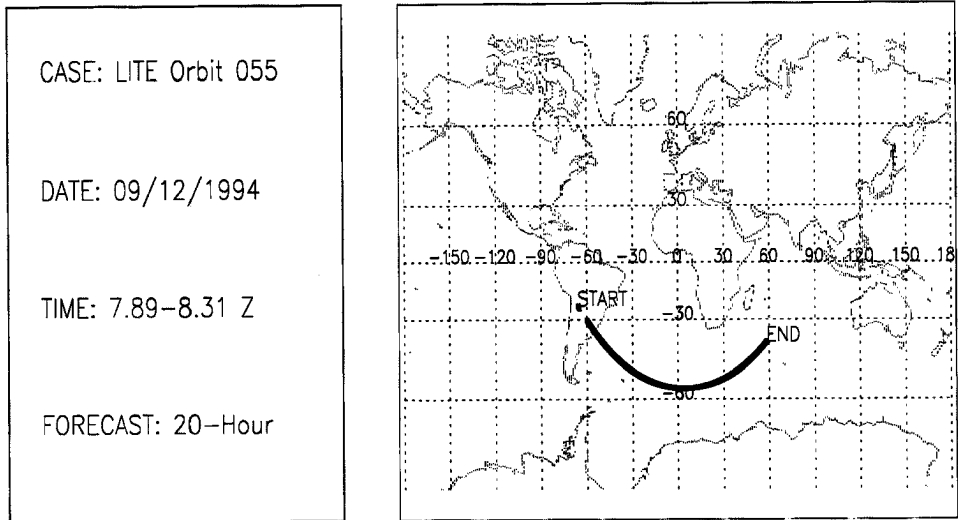 CASE: LITE Orbit 055
DATE: 09/12/1994
TIME: 7.89-8.31 Z
FORECAST: 20-Hour
60
30
-150 -120 -90 -60 -30 0 30 60 90 120 150 18
START
-30
END
-60